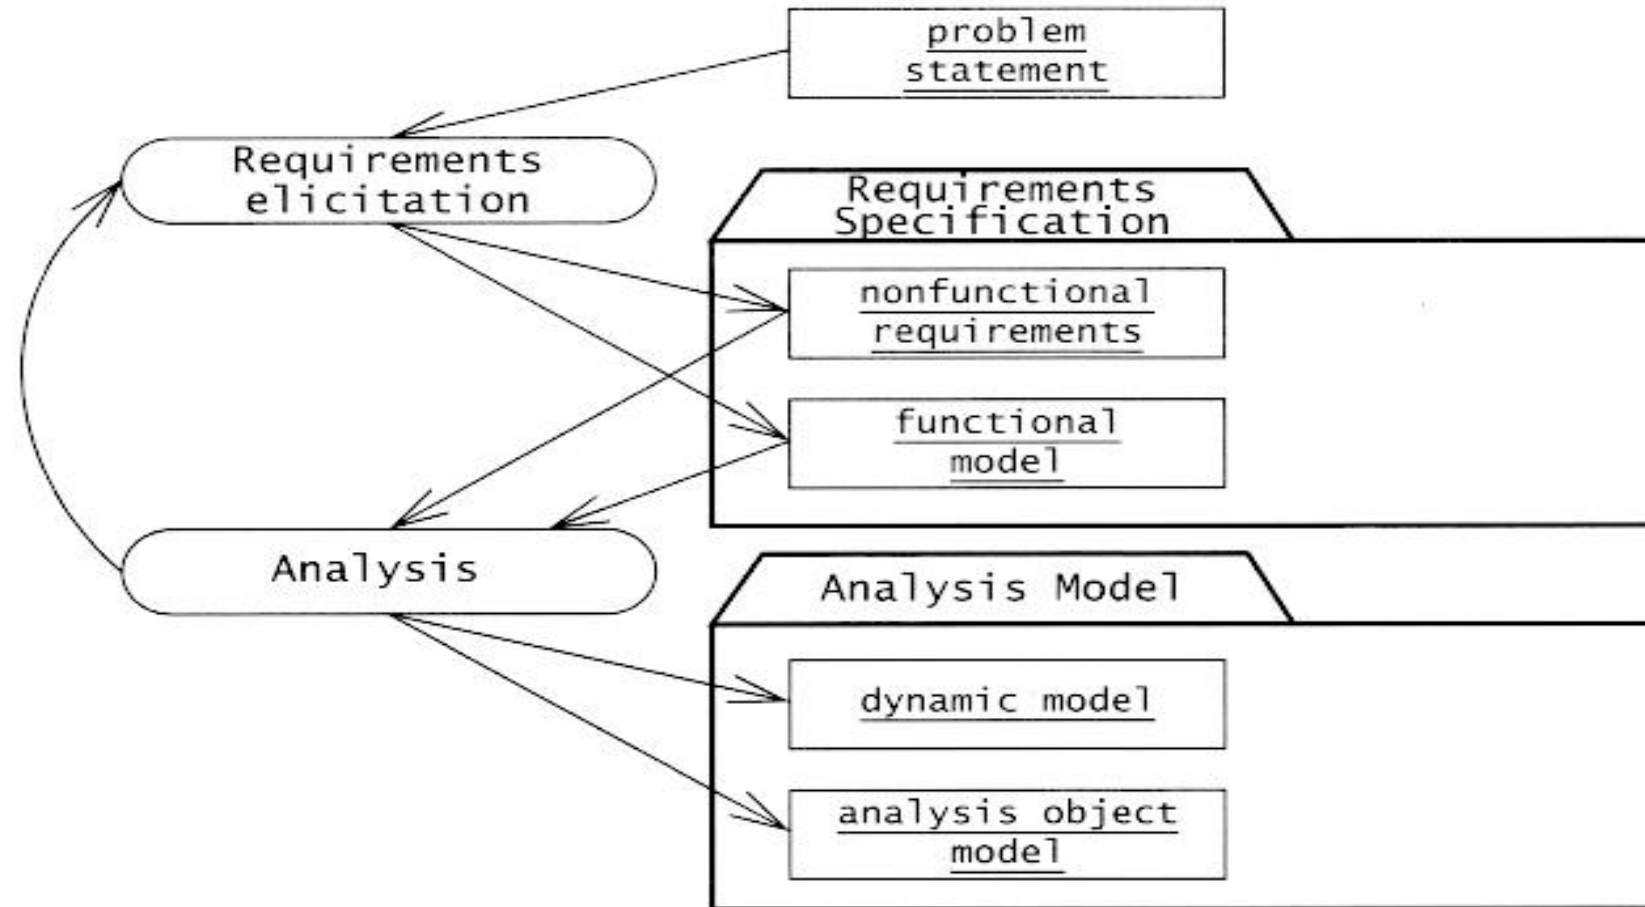 problem
statement
Requirements
elicitation
Requirements
Specification
nonfunctional
requirements
functional
model
Analysis
Analysis Model
dynamic model
analysis object
model